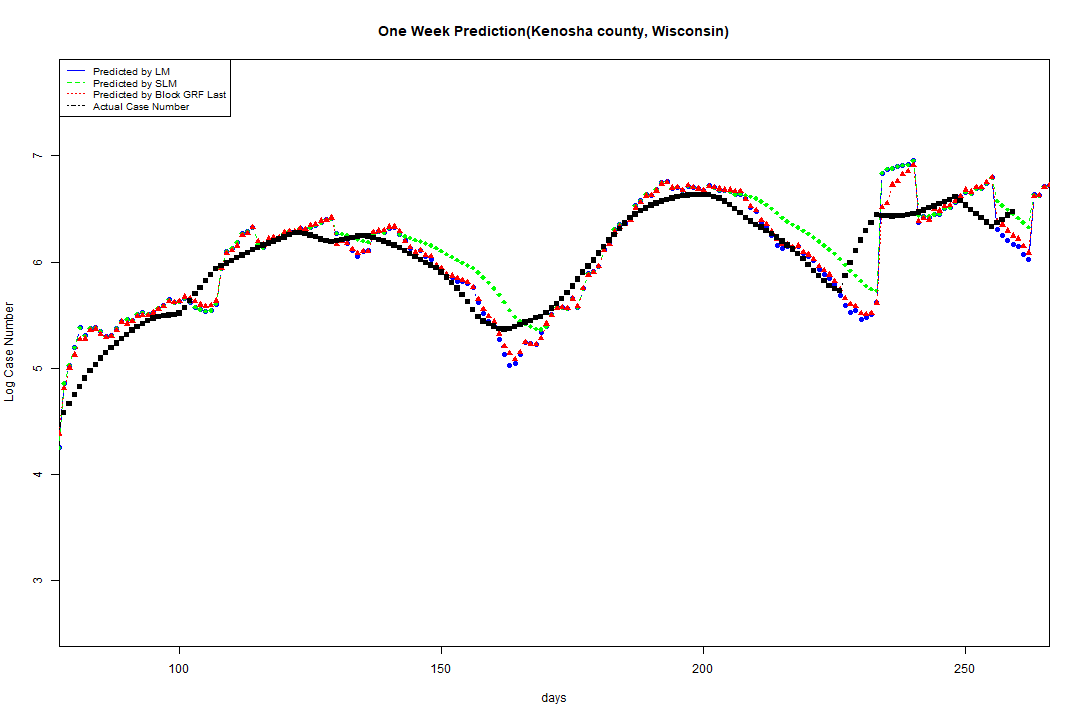 One Week Prediction(Kenosha county, Wisconsin)
Predicted by LM
Predicted by SLM
Predicted by Block GRF Last
Actual Case Number
7
6
5
4
3
Log Case Number
100 150 200 250
days